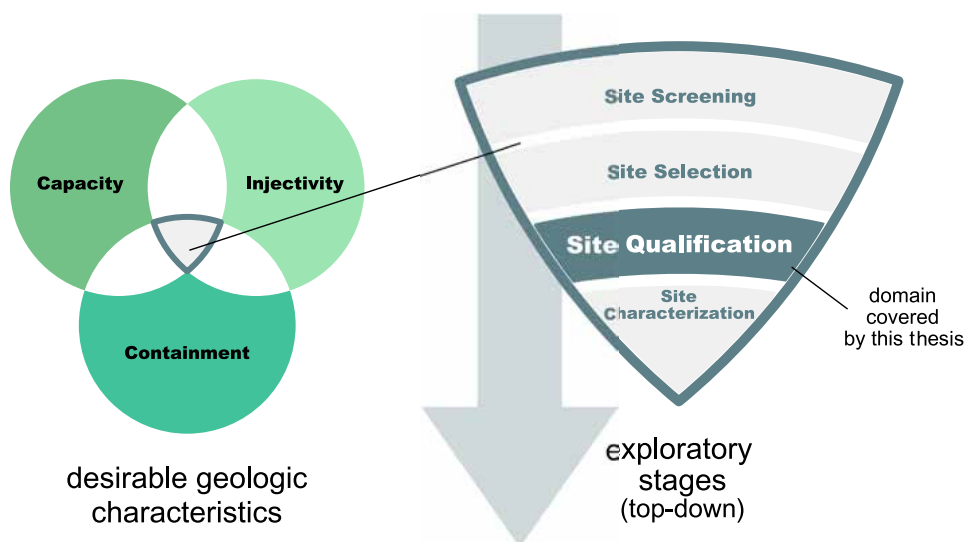 Capacity
Injectivity
Containment
desirable geologic
characteristics
Site Screening
Site Selection
Site Qualification
Site
Characterization
domain
covered
by this thesis
exploratory
stages
(top-down)